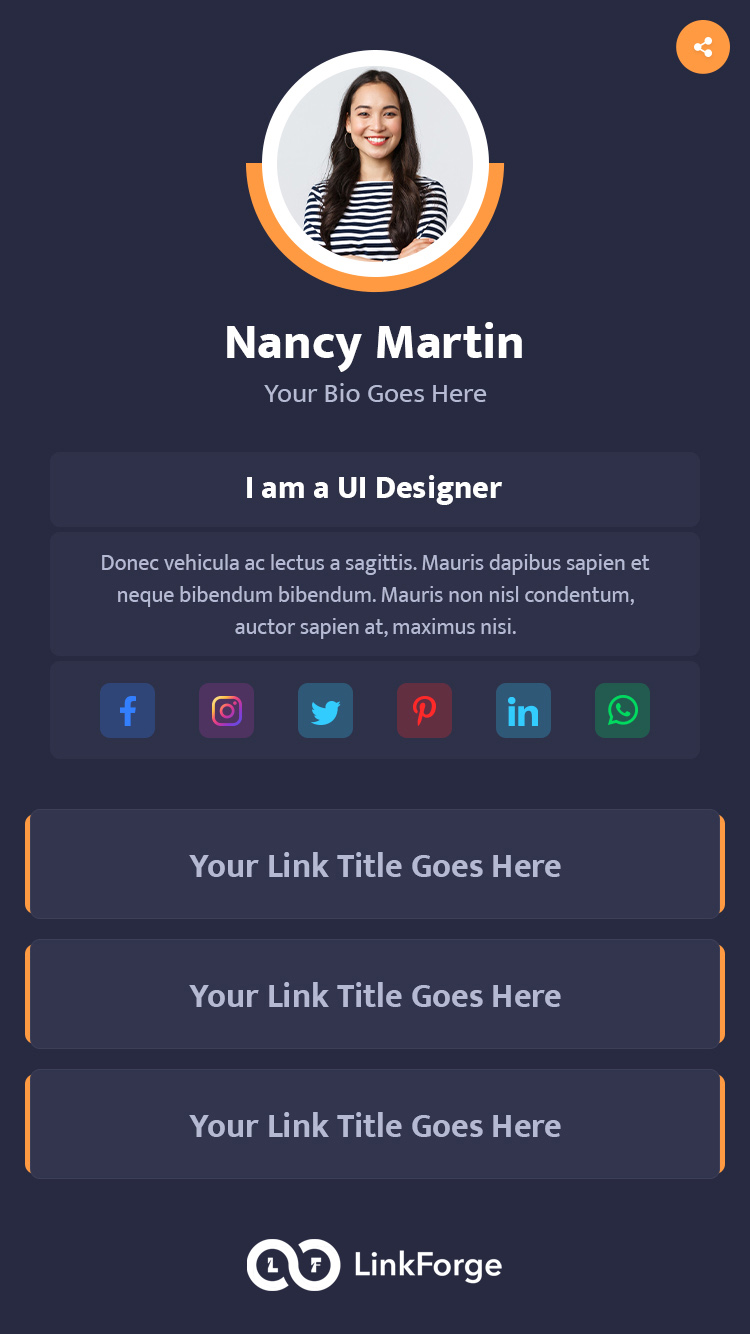 Nancy Martin
Your Bio Goes Here
I am a UI Designer
Donec vehicula ac lectus a sagittis. Mauris dapibus sapien et
neque bibendum bibendum. Mauris non nisl condentum,
auctor sapien at, maximus nisi.
Your Link Title Goes Here
Your Link Title Goes Here
Your Link Title Goes Here
L F LinkForge